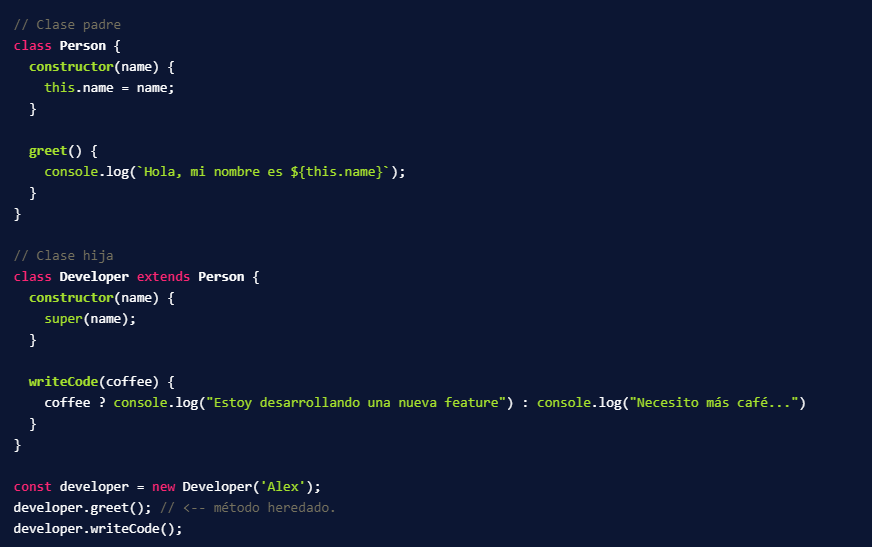 // Clase padre
class Person {
  constructor(name) {
    this.name = name;
  }

  greet() {
    console.log(`Hola, mi nombre es ${this.name}`);
  }
}

// Clase hija
class Developer extends Person {
  constructor(name) {
    super(name);
  }

  writeCode(coffee) {
    coffee ? console.log("Estoy desarrollando una nueva feature") : console.log("Necesito más café...")
  }
}

const developer = new Developer('Alex');
developer.greet(); // <-- método heredado.
developer.writeCode();